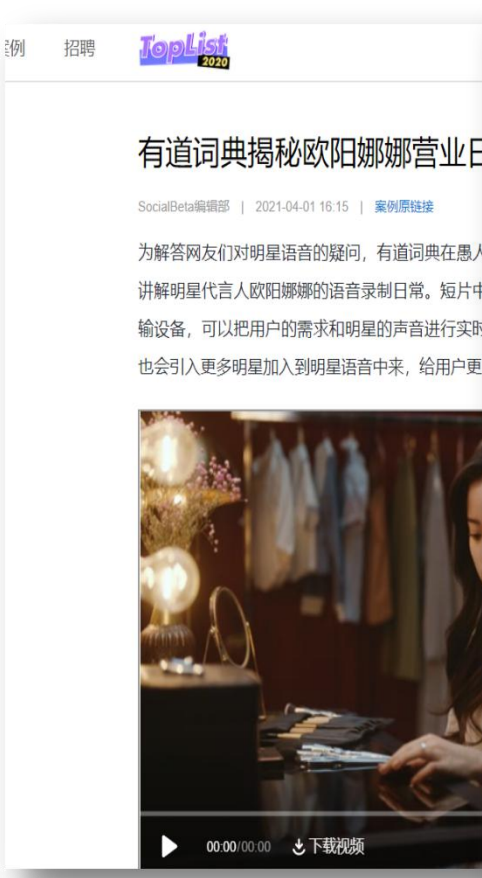 案例 招聘 TopList 2020
有道词典揭秘欧阳娜娜营业日
SocialBeta编辑部 | 2021-04-01 16:15 | 案例原链接
为解答网友们对明星语音的疑问，有道词典在愚人
讲解明星代言人欧阳娜娜的语音录制日常。短片中
输设备，可以把用户的需求和明星的声音进行实时
也会引入更多明星加入到明星语音中来，给用户更
00:00/00:00 下载视频